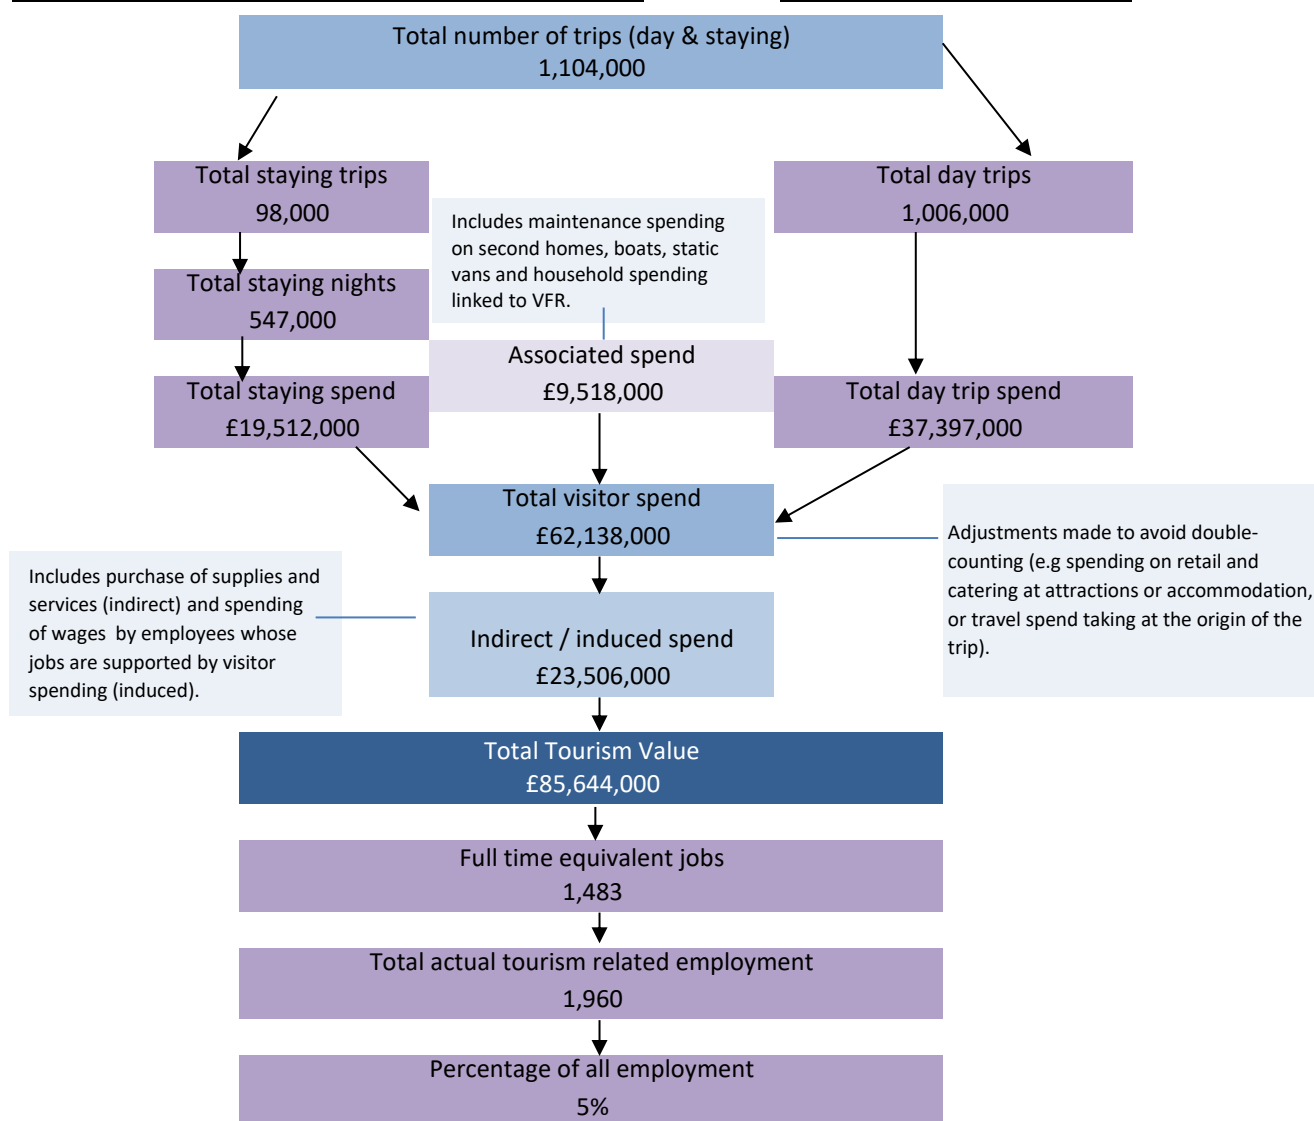 Total number of trips (day & staying)
1,104,000
Total staying trips
98,000
Total day trips
1,006,000
Includes maintenance spending
on second homes, boats, static
vans and household spending
linked to VFR.
Total staying nights
547,000
Associated spend
£9,518,000
Total staying spend
£19,512,000
Total day trip spend
£37,397,000
Total visitor spend
£62,138,000
Adjustments made to avoid double-
counting (e.g spending on retail and
catering at attractions or accommodation,
or travel spend taking at the origin of the
trip).
Includes purchase of supplies and
services (indirect) and spending
of wages by employees whose
jobs are supported by visitor
spending (induced).
Indirect / induced spend
£23,506,000
Total Tourism Value
£85,644,000
Full time equivalent jobs
1,483
Total actual tourism related employment
1,960
Percentage of all employment
5%